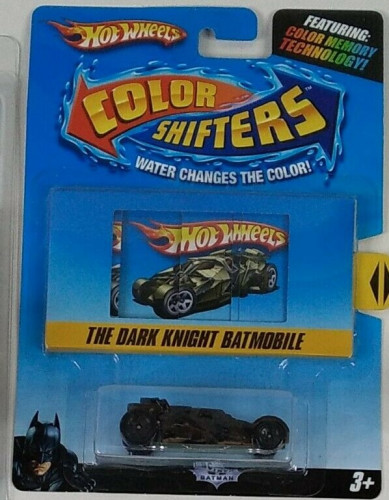 HOT WHEELS
FEATURING:
COLOR MEMORY
TECHNOLOGY!
COLOR
SHIFTERS™
WATER CHANGES THE COLOR!
HOT WHEELS
THE DARK KNIGHT BATMOBILE
BATMAN
3+